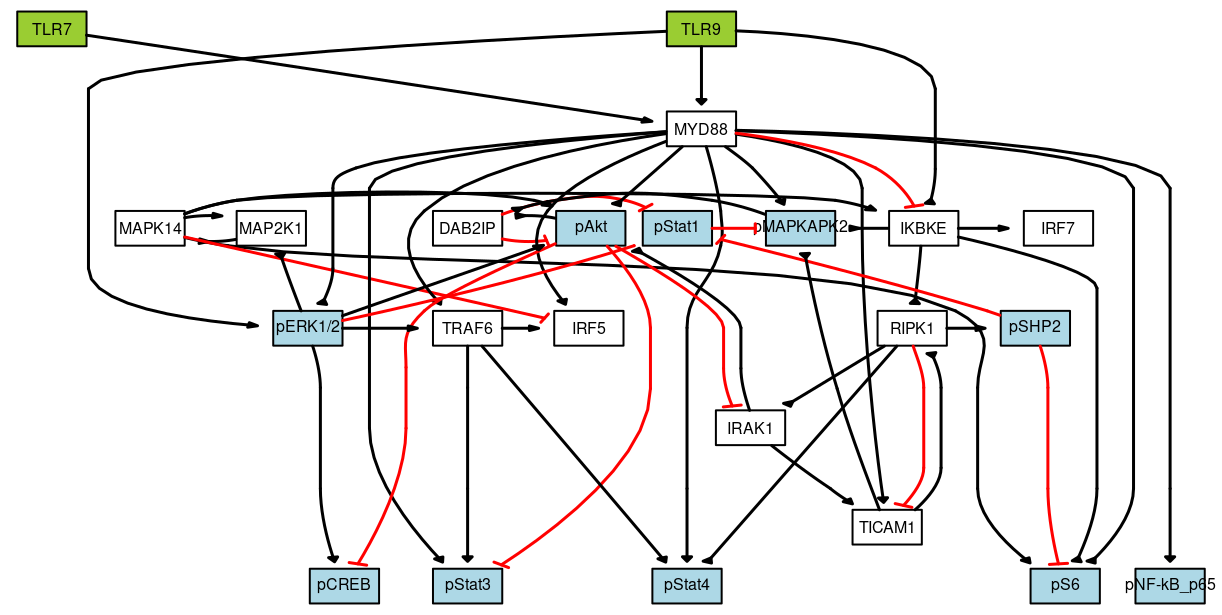 TLR7
TLR9
MYD88
MAPK14
MAP2K1
DAB2IP
pAkt
pStat1
pMAPKAPK2
IKBKE
IRF7
pERK1/2
TRAF6
IRF5
RIPK1
pSHP2
IRAK1
TICAM1
pCREB
pStat3
pStat4
pS6
pNF-kB_p65